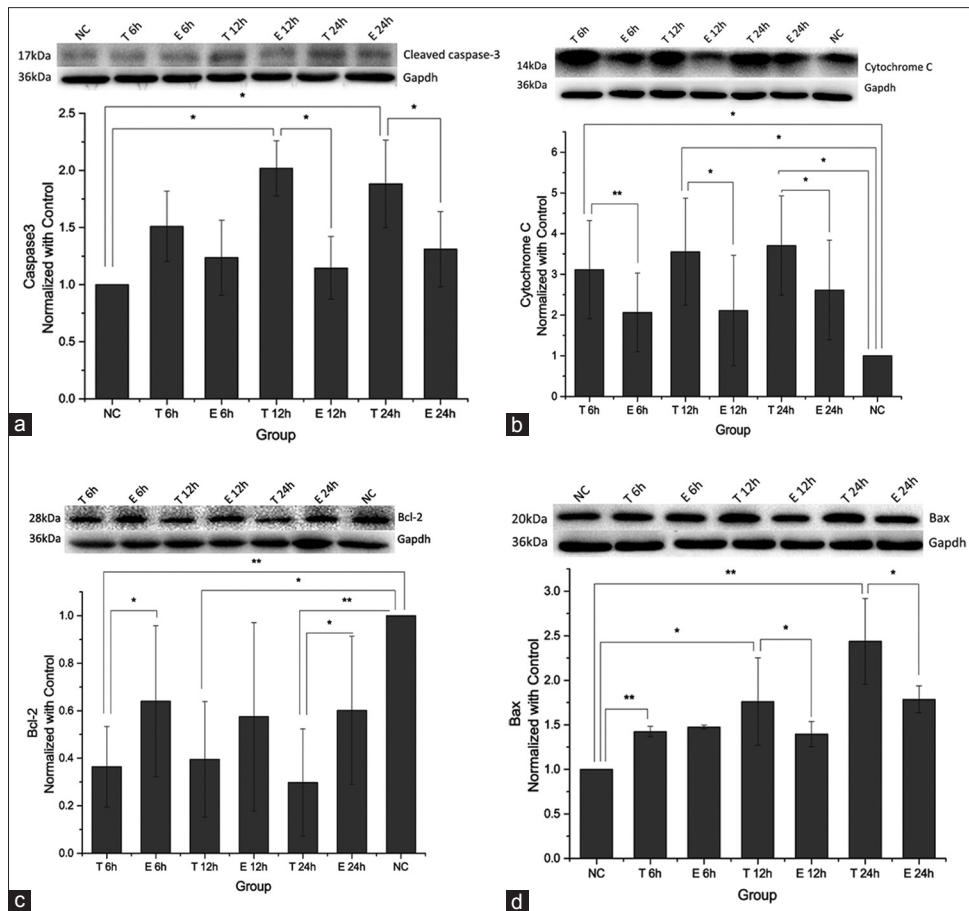 NC T 6h E 6h T 12h E 12h T 24h E 24h
17kDa Cleaved caspase-3
36kDa Gapdh
* 
* * *
2.5
2.0
1.5
1.0
0.5
0.0
Caspase3
Normalized with Control
NC T 6h E 6h T 12h E 12h T 24h E 24h
Group
a
T 6h E 6h T 12h E 12h T 24h E 24h NC
14kDa Cytochrome C
36kDa Gapdh
*
*
* *
** *
6
5
4
3
2
1
0
Cytochrome C
Normalized with Control
T 6h E 6h T 12h E 12h T 24h E 24h NC
Group
b
T 6h E 6h T 12h E 12h T 24h E 24h NC
28kDa Bcl-2
36kDa Gapdh
**
*
* **
*
1.0
0.8
0.6
0.4
0.2
0.0
Bcl-2
Normalized with Control
T 6h E 6h T 12h E 12h T 24h E 24h NC
Group
c
NC T 6h E 6h T 12h E 12h T 24h E 24h
20kDa Bax
36kDa Gapdh
** *
* *
**
3.0
2.5
2.0
1.5
1.0
0.5
0.0
Bax
Normalized with Control
NC T 6h E 6h T 12h E 12h T 24h E 24h
Group
d